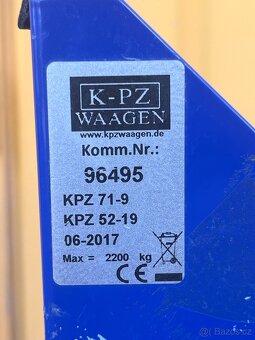 K-PZ
WAAGEN
www.kpzwaagen.de
Komm.Nr.:
96495
KPZ 71-9
KPZ 52-19
06-2017
Max = 2200 kg
CE
Bazoš.cz